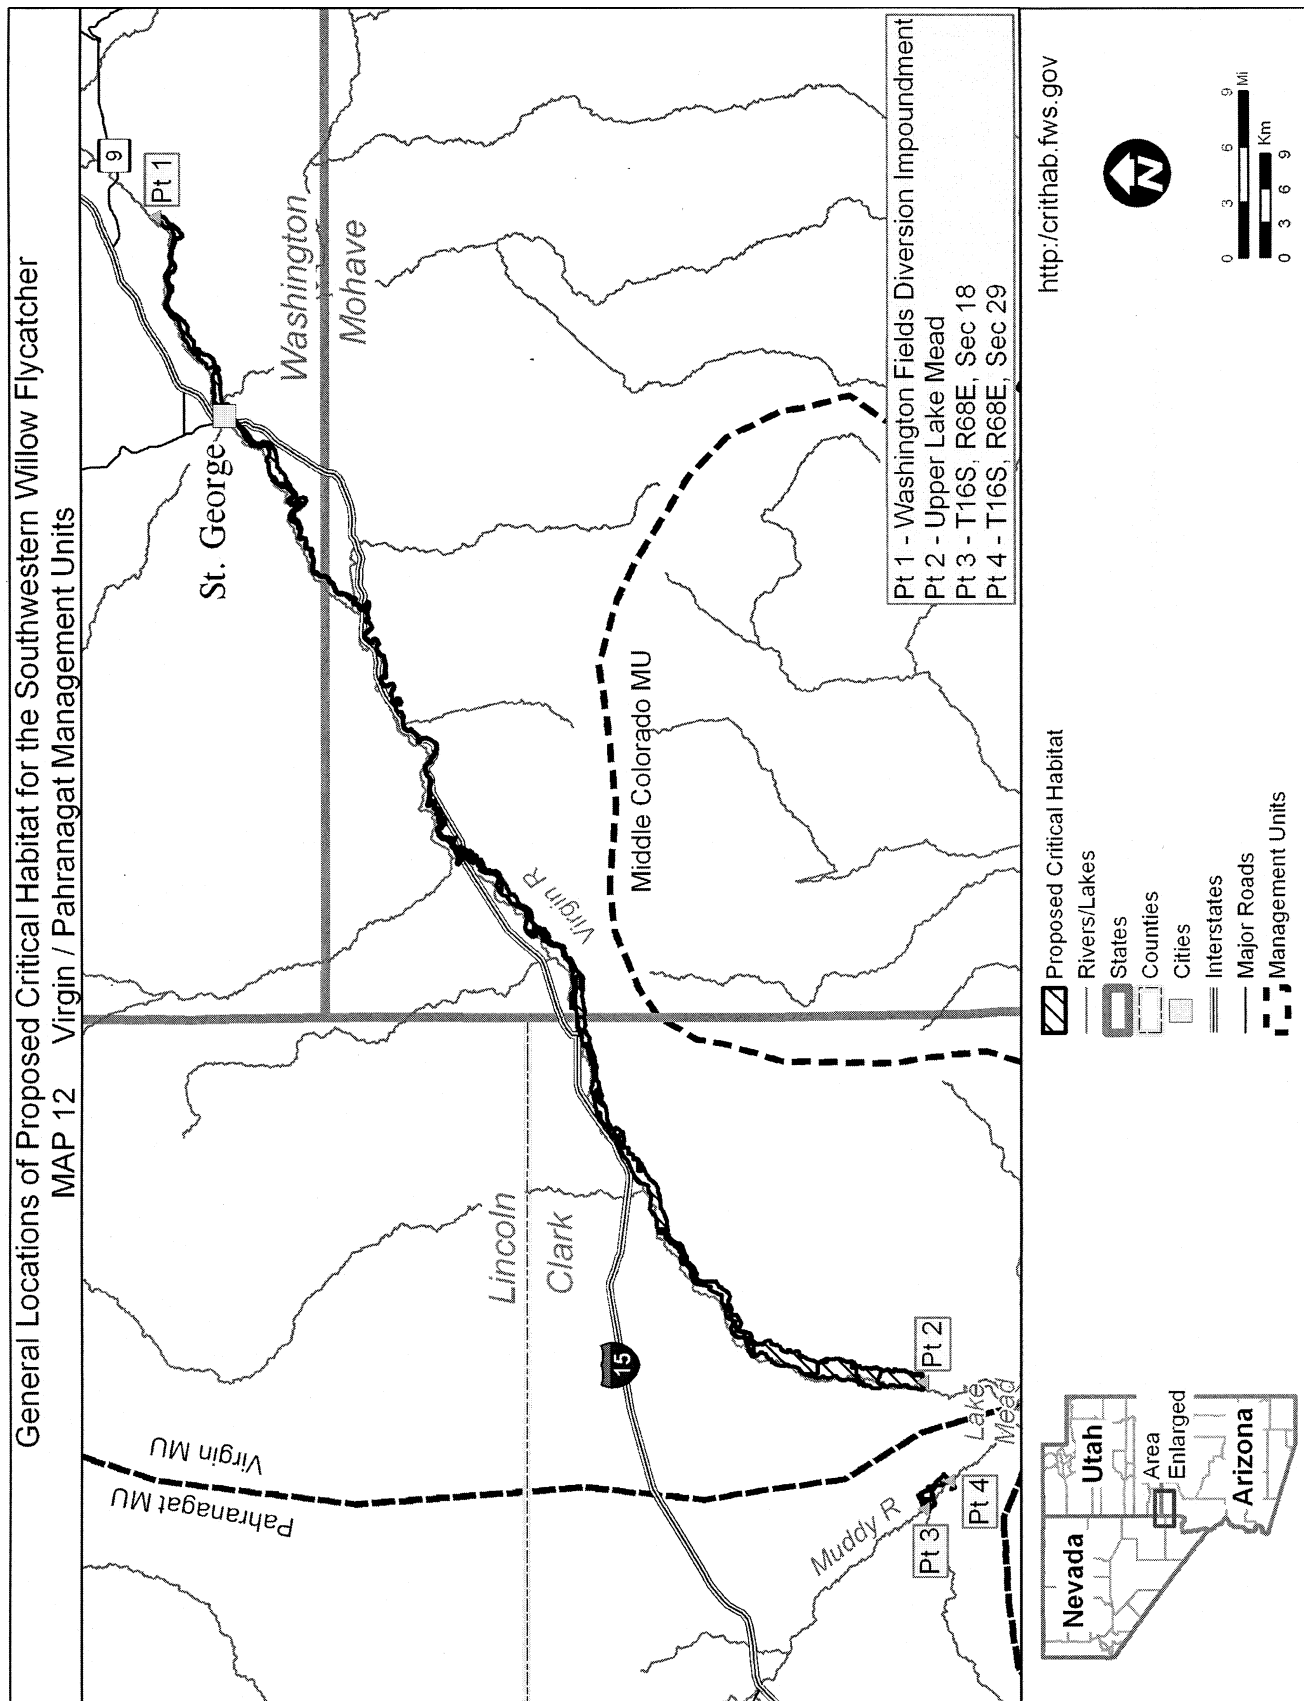 General Locations of Proposed Critical Habitat for the Southwestern Willow Flycatcher
MAP 12 Virgin / Pahranagat Management Units
9
Pt 1
St. George
Washington
Mohave
Virgin R
Middle Colorado MU
Lincoln
Clark
15
Virgin MU
Pahranagat MU
Muddy R
Pt 3
Pt 4
Lake
Mead
Pt 2
Pt 1 - Washington Fields Diversion Impoundment
Pt 2 - Upper Lake Mead
Pt 3 - T16S, R68E, Sec 18
Pt 4 - T16S, R68E, Sec 29
Nevada
Utah
Area
Enlarged
Arizona
Proposed Critical Habitat
Rivers/Lakes
States
Counties
Cities
Interstates
Major Roads
Management Units
http:/crithab.fws.gov
N
0 3 6 9 Mi
0 3 6 9 Km